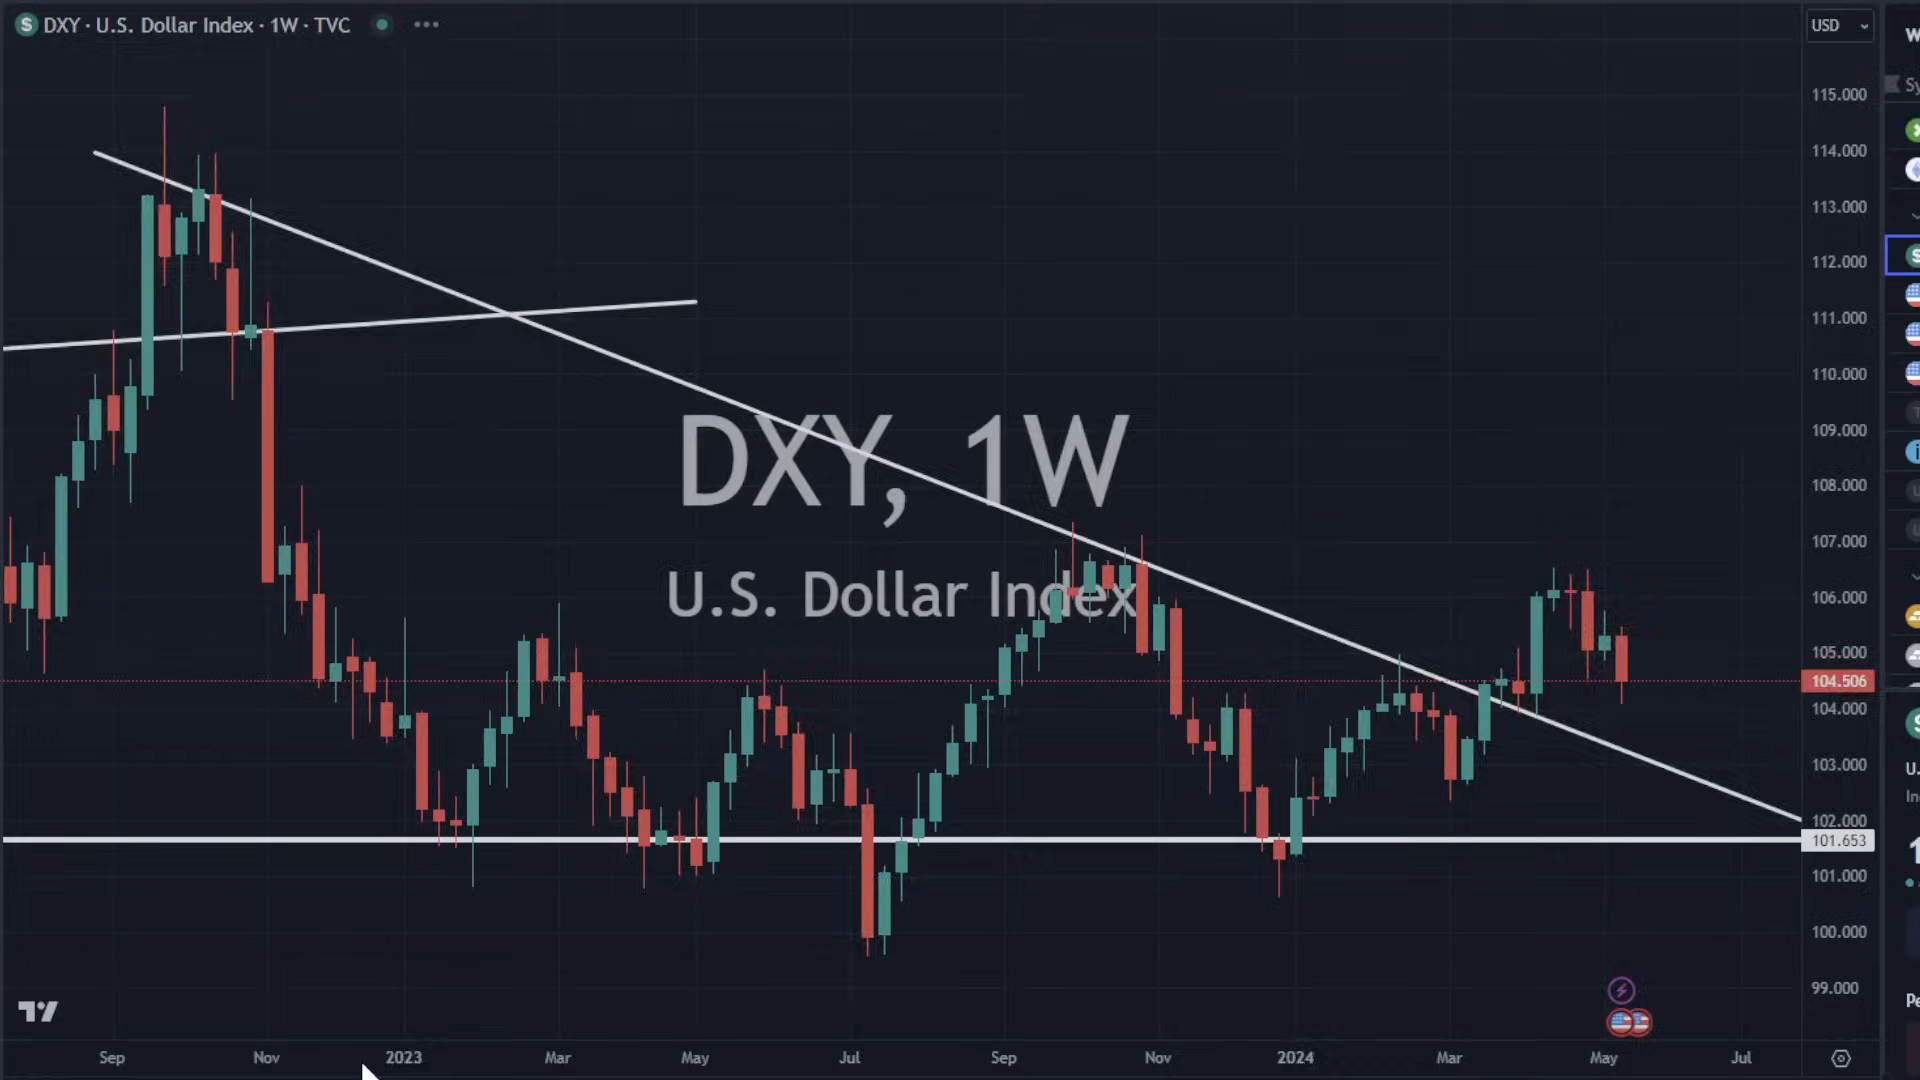 DXY · U.S. Dollar Index · 1W · TVC
USD
115.000
114.000
113.000
112.000
111.000
110.000
109.000
108.000
107.000
106.000
105.000
104.506
104.000
103.000
102.000
101.653
101.000
100.000
99.000
DXY, 1W
U.S. Dollar Index
Sep
Nov
2023
Mar
May
Jul
Sep
Nov
2024
Mar
May
Jul